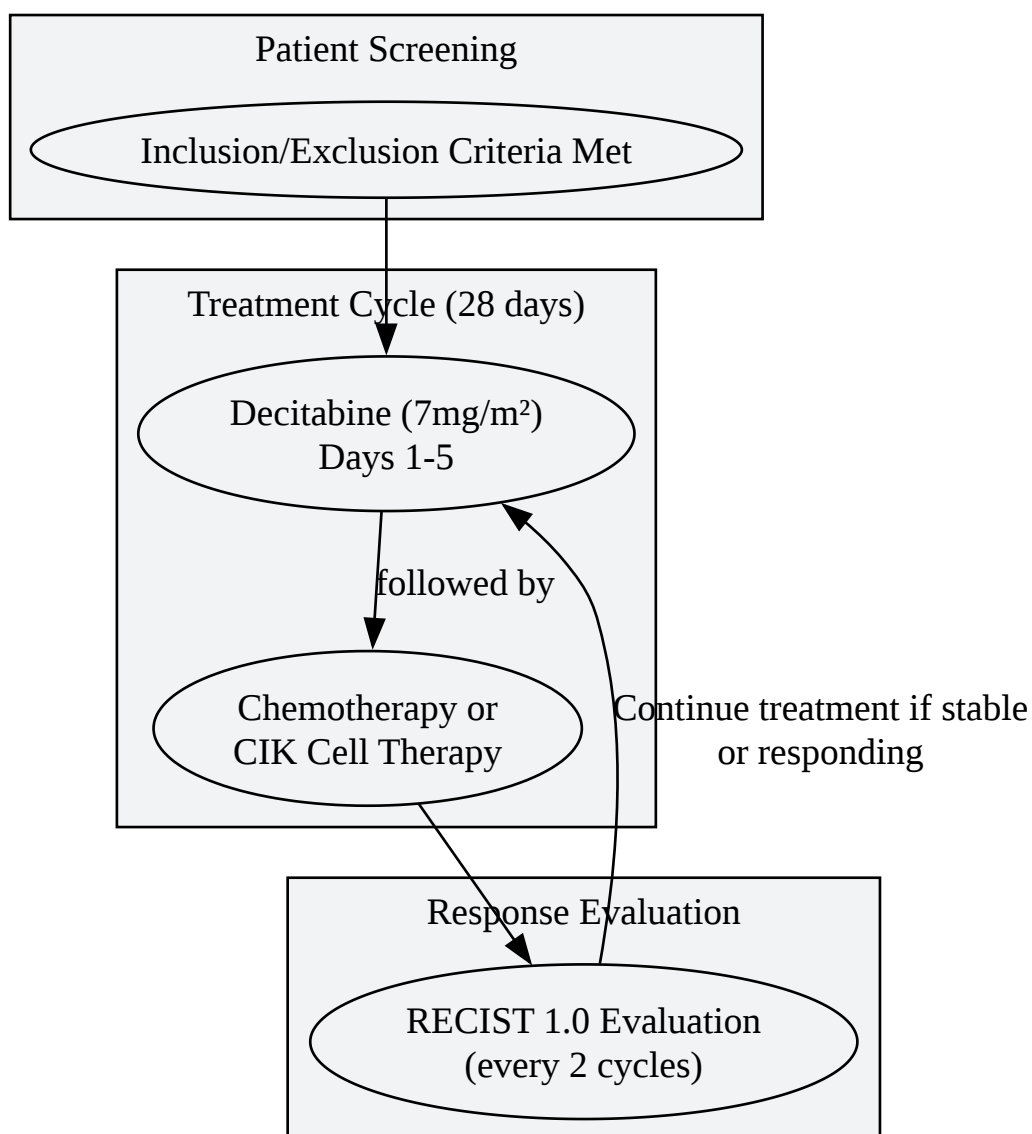 Patient Screening
Inclusion/Exclusion Criteria Met
Treatment Cycle (28 days)
Decitabine (7mg/m²)
Days 1-5
followed by
Chemotherapy or
CIK Cell Therapy
Continue treatment if stable
or responding
Response Evaluation
RECIST 1.0 Evaluation
(every 2 cycles)